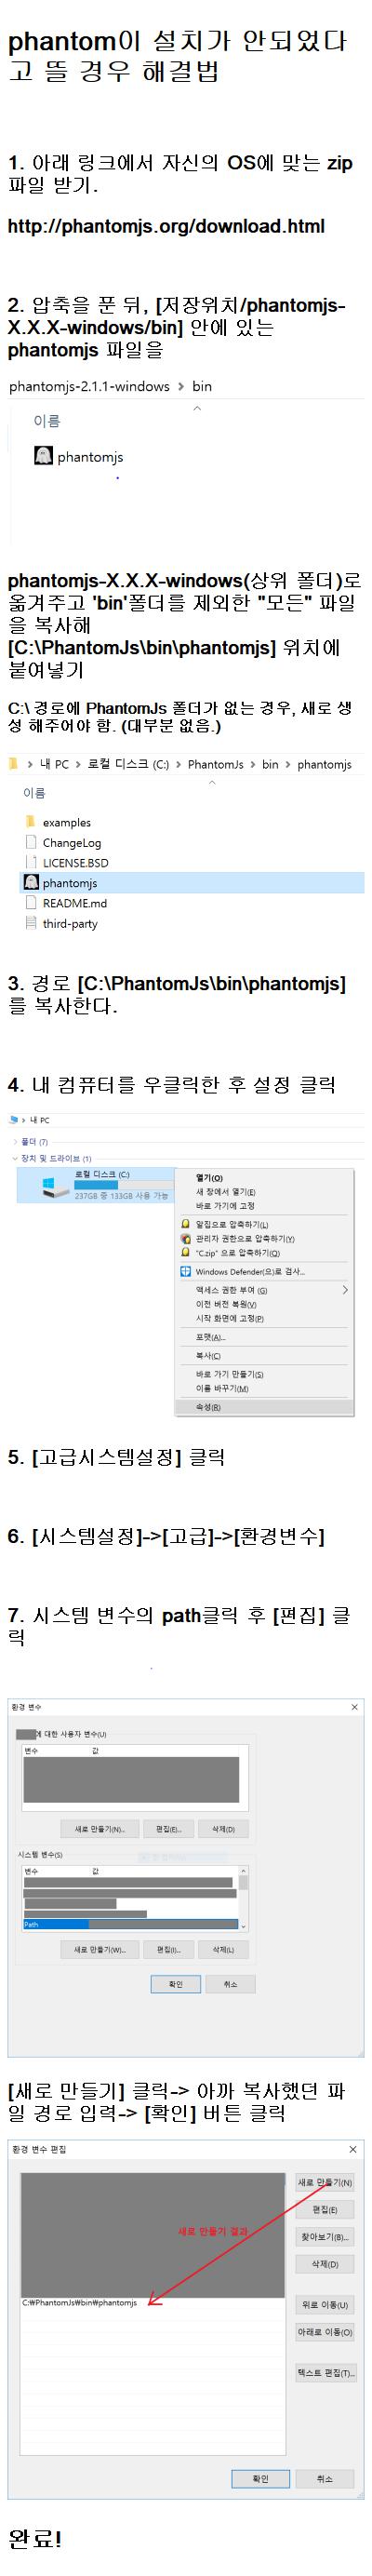 phantom이 설치가 안되었다
고 뜰 경우 해결법
1. 아래 링크에서 자신의 OS에 맞는 zip
파일 받기.
http://phantomjs.org/download.html
2. 압축을 푼 뒤, [저장위치/phantomjs-
X.X.X-windows/bin] 안에 있는
phantomjs 파일을
phantomjs-2.1.1-windows > bin
이름
phantomjs
phantomjs-X.X.X-windows(상위 폴더)로
옮겨주고 'bin'폴더를 제외한 "모든" 파일
을 복사해
[C:\PhantomJs\bin\phantomjs] 위치에
붙여넣기
C:\ 경로에 PhantomJs 폴더가 없는 경우, 새로 생
성 해주어야 함. (대부분 없음.)
> 내 PC > 로컬 디스크 (C:) > PhantomJs > bin > phantomjs
이름
examples
ChangeLog
LICENSE.BSD
phantomjs
README.md
third-party
3. 경로 [C:\PhantomJs\bin\phantomjs]
를 복사한다.
4. 내 컴퓨터를 우클릭한 후 설정 클릭
> 내 PC
> 폴더 (7)
장치 및 드라이브 (1)
로컬 디스크 (C:)
237GB 중 133GB 사용 가능
열기(O)
새 창에서 열기(E)
바로 가기에 고정
알집으로 압축하기(L)
관리자 권한으로 압축하기(Y)
"C.zip" 으로 압축하기(Q)
Windows Defender(으)로 검사...
액세스 권한 부여 (G)
이전 버전 복원(V)
시작 화면에 고정(P)
포맷(A)...
복사(C)
바로 가기 만들기(S)
이름 바꾸기(M)
속성(R)
5. [고급시스템설정] 클릭
6. [시스템설정]->[고급]->[환경변수]
7. 시스템 변수의 path클릭 후 [편집] 클
릭
환경 변수
에 대한 사용자 변수(U)
변수 값
새로 만들기(N)... 편집(E)... 삭제(D)
시스템 변수(S)
변수 값
Path
새로 만들기(W)... 편집(I)... 삭제(L)
확인 취소
[새로 만들기] 클릭-> 아까 복사했던 파
일 경로 입력-> [확인] 버튼 클릭
환경 변수 편집
새로 만들기(N)
편집(E)
새로 만들기 결과
찾아보기(B)...
삭제(D)
C:₩PhantomJs₩bin₩phantomjs
위로 이동(U)
아래로 이동(O)
텍스트 편집(T)...
확인 취소
완료!